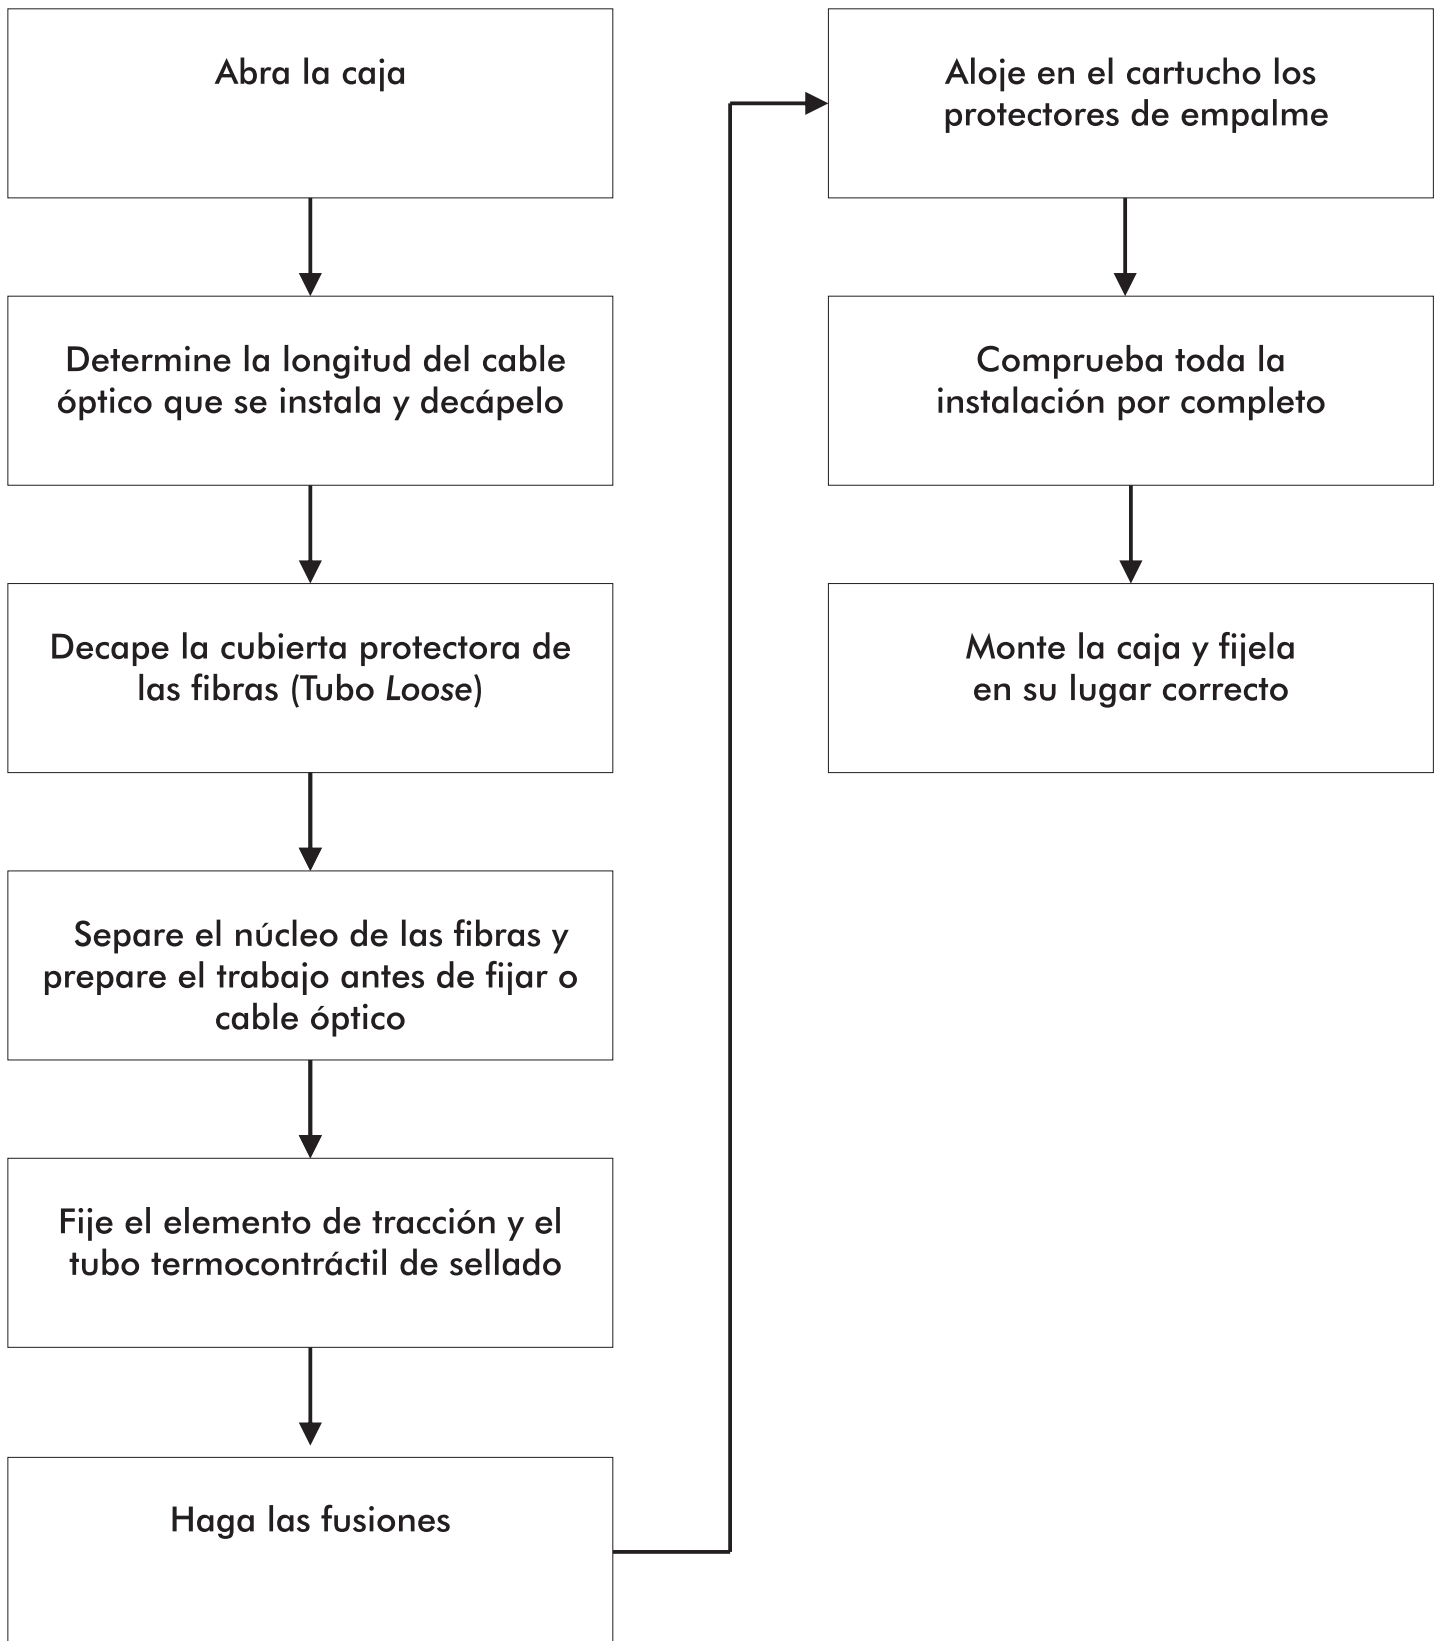 Abra la caja
Determine la longitud del cable
óptico que se instala y decápelo
Decape la cubierta protectora de
las fibras (Tubo Loose)
Separe el núcleo de las fibras y
prepare el trabajo antes de fijar o
cable óptico
Fije el elemento de tracción y el
tubo termocontráctil de sellado
Haga las fusiones
Aloje en el cartucho los
protectores de empalme
Comprueba toda la
instalación por completo
Monte la caja y fijela
en su lugar correcto